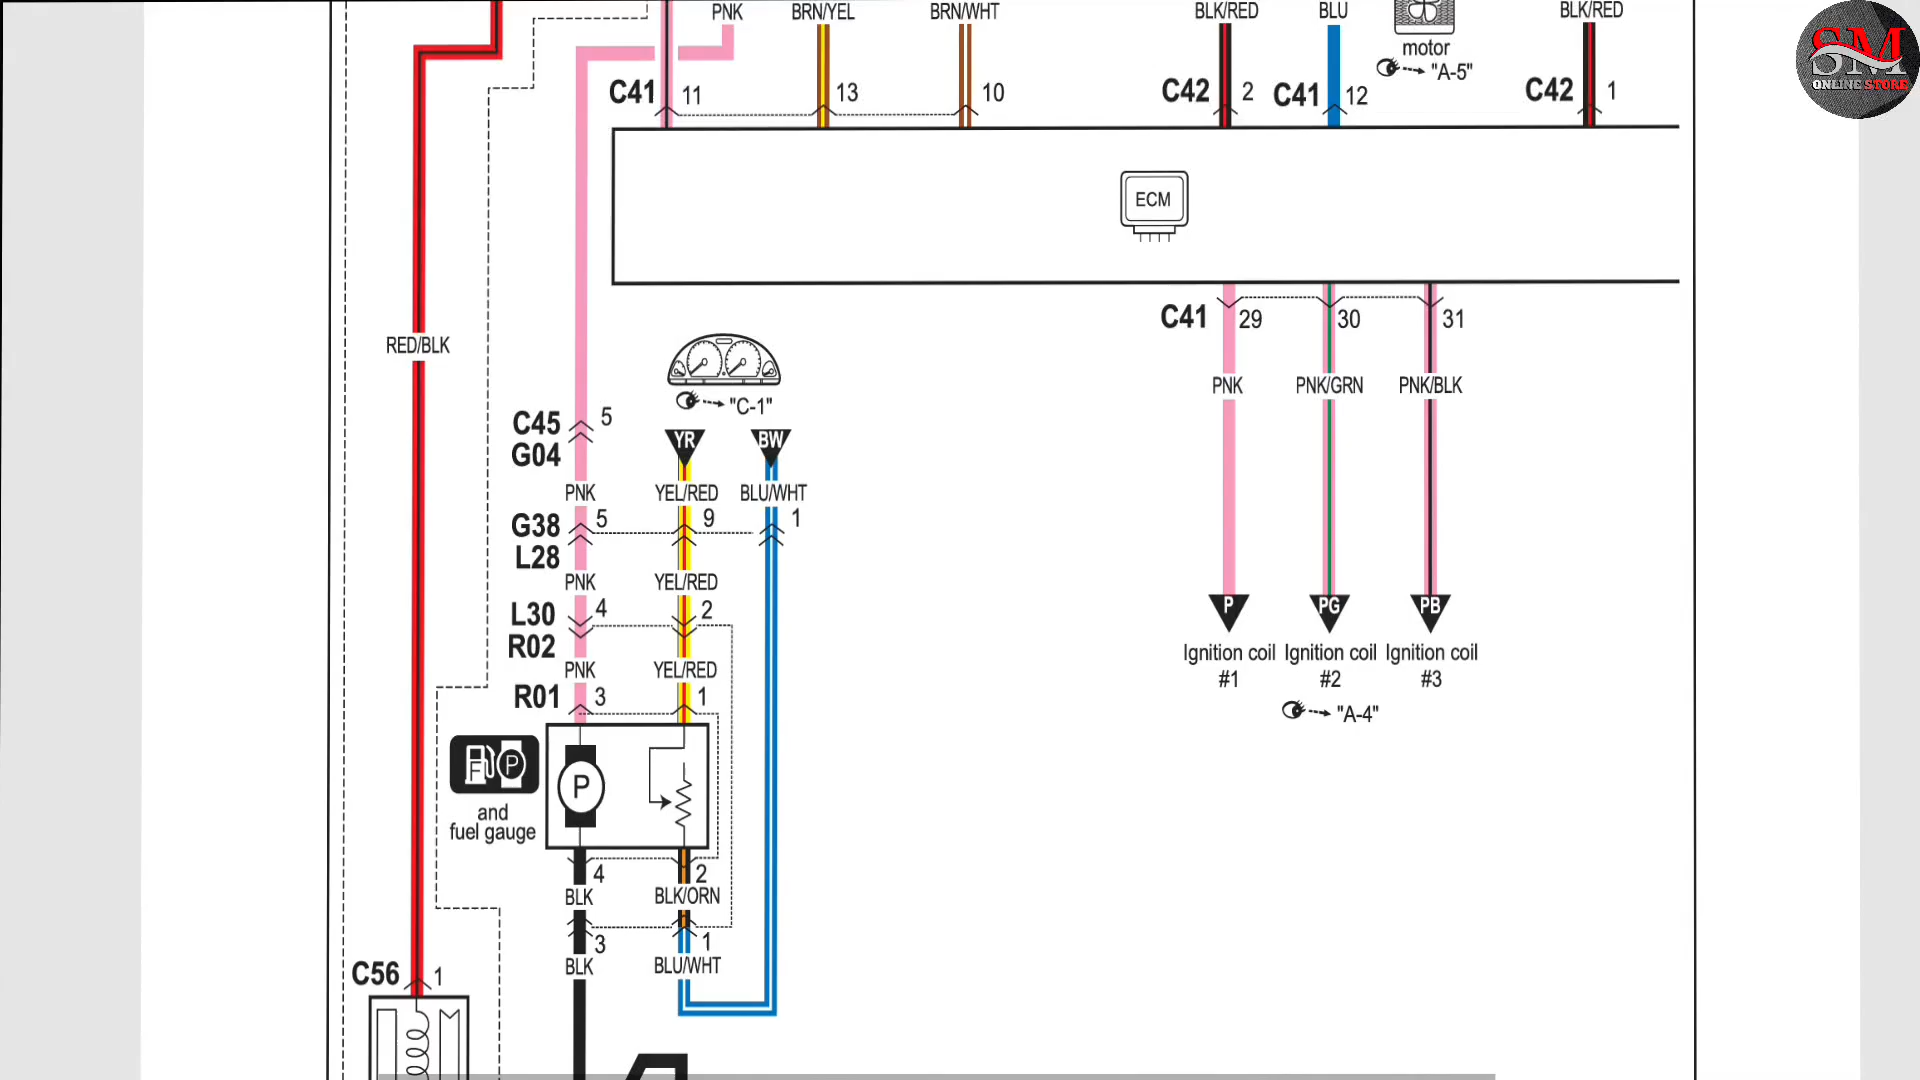 PNK
BRN/YEL
BRN/WHT
BLK/RED
BLU
BLK/RED
motor
"A-5"
SM
ONLINE STORE
C41
11
13
10
C42
2
C41
12
C42
1
ECM
C41
29
30
31
RED/BLK
PNK
PNK/GRN
PNK/BLK
"C-1"
C45
5
G04
YR
BW
PNK
YEL/RED
BLU/WHT
G38
5
9
1
L28
PNK
YEL/RED
L30
4
2
R02
P
PG
PB
Ignition coil
#1
Ignition coil
#2
Ignition coil
#3
"A-4"
PNK
YEL/RED
R01
3
1
F
P
P
and
fuel gauge
4
2
BLK
BLK/ORN
3
1
BLK
BLU/WHT
C56
1